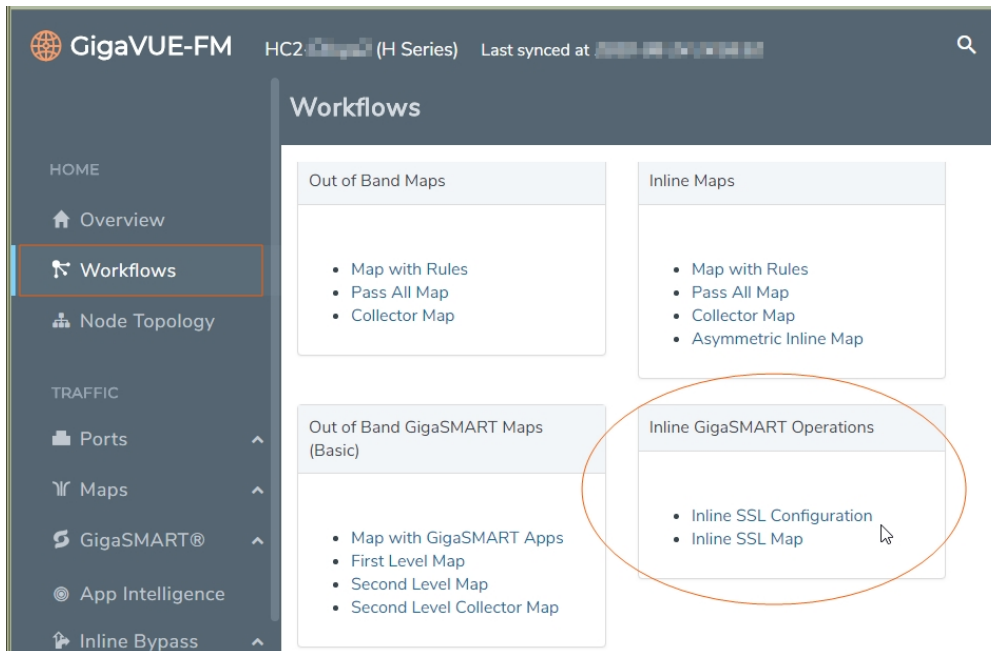 GigaVUE-FM
HC2 (H Series) Last synced at
Workflows
HOME
Overview
Workflows
Node Topology
TRAFFIC
Ports
Maps
GigaSMART®
App Intelligence
Inline Bypass
Out of Band Maps
• Map with Rules
• Pass All Map
• Collector Map
Inline Maps
• Map with Rules
• Pass All Map
• Collector Map
• Asymmetric Inline Map
Out of Band GigaSMART Maps
(Basic)
• Map with GigaSMART Apps
• First Level Map
• Second Level Map
• Second Level Collector Map
Inline GigaSMART Operations
• Inline SSL Configuration
• Inline SSL Map